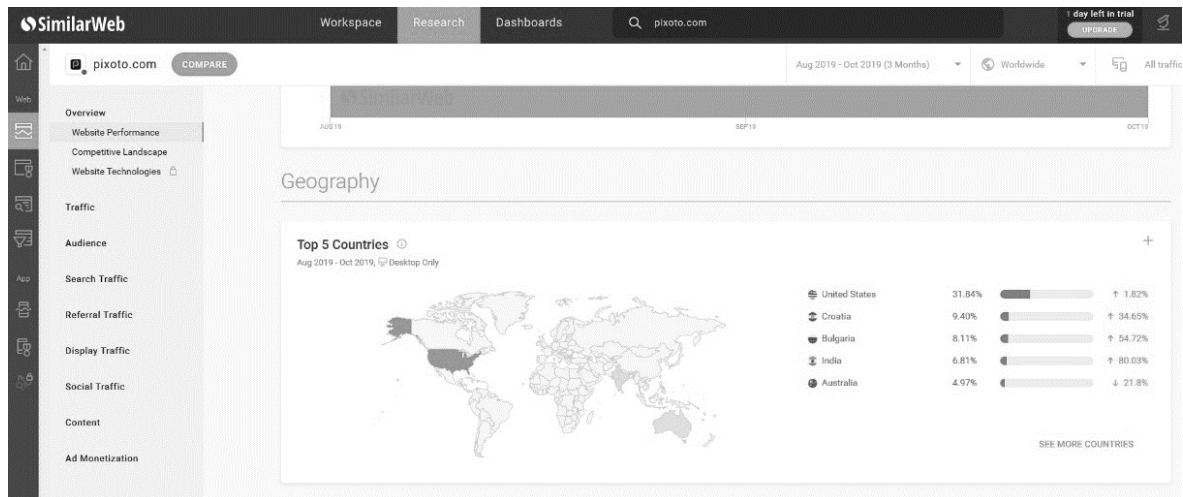 SimilarWeb
Workspace Research Dashboards pixoto.com 1 day left in trial
UPGRADE
pixoto.com COMPARE Aug 2019 - Oct 2019 (3 Months) Worldwide All traffic
Web
Overview
Website Performance
Competitive Landscape
Website Technologies
Traffic
Audience
App
Search Traffic
Referral Traffic
Display Traffic
Social Traffic
Content
Ad Monetization
SimilarWeb
AUG'19 SEP'19 OCT'19
Geography
Top 5 Countries
Aug 2019 - Oct 2019, Desktop Only
United States 31.84% ↑ 1.82%
Croatia 9.40% ↑ 34.65%
Bulgaria 8.11% ↑ 54.72%
India 6.81% ↑ 80.03%
Australia 4.97% ↓ 21.8%
SEE MORE COUNTRIES